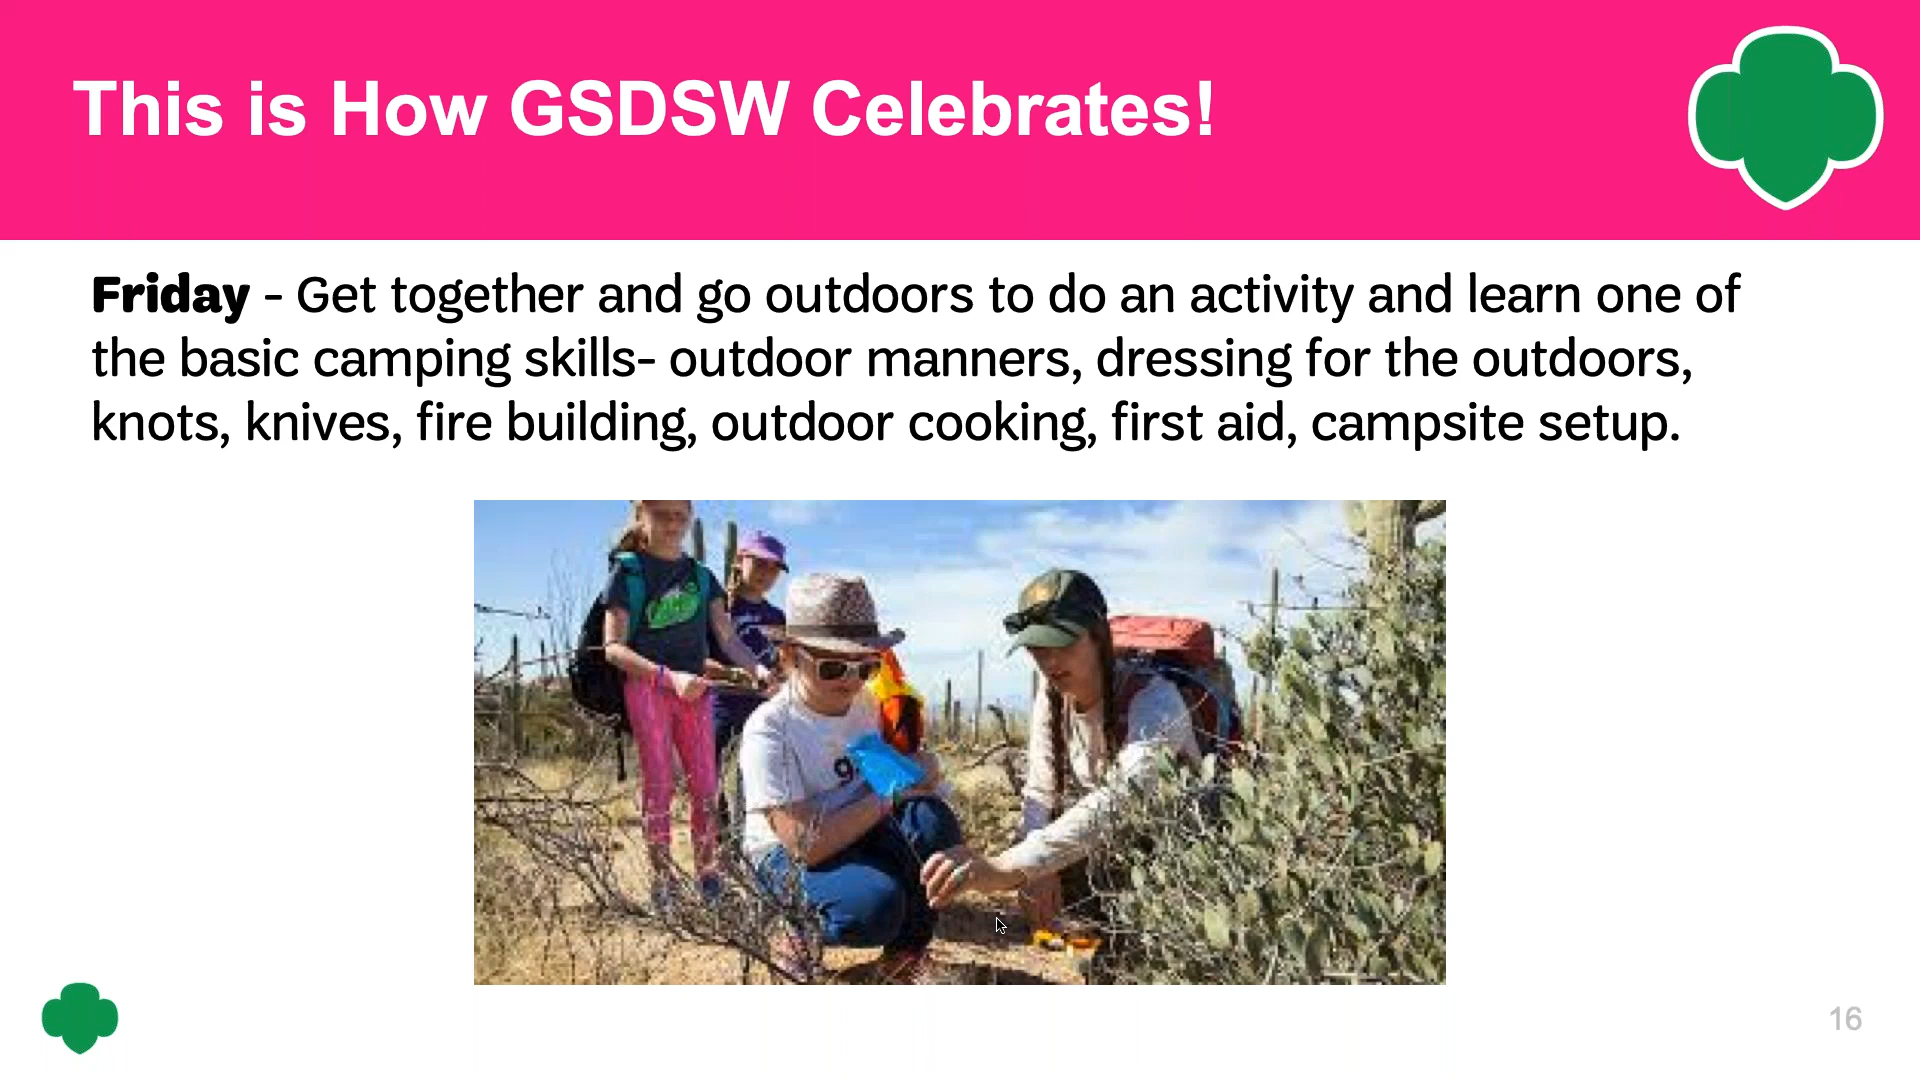 This is How GSDSW Celebrates!
Friday - Get together and go outdoors to do an activity and learn one of
the basic camping skills- outdoor manners, dressing for the outdoors,
knots, knives, fire building, outdoor cooking, first aid, campsite setup.
9
16